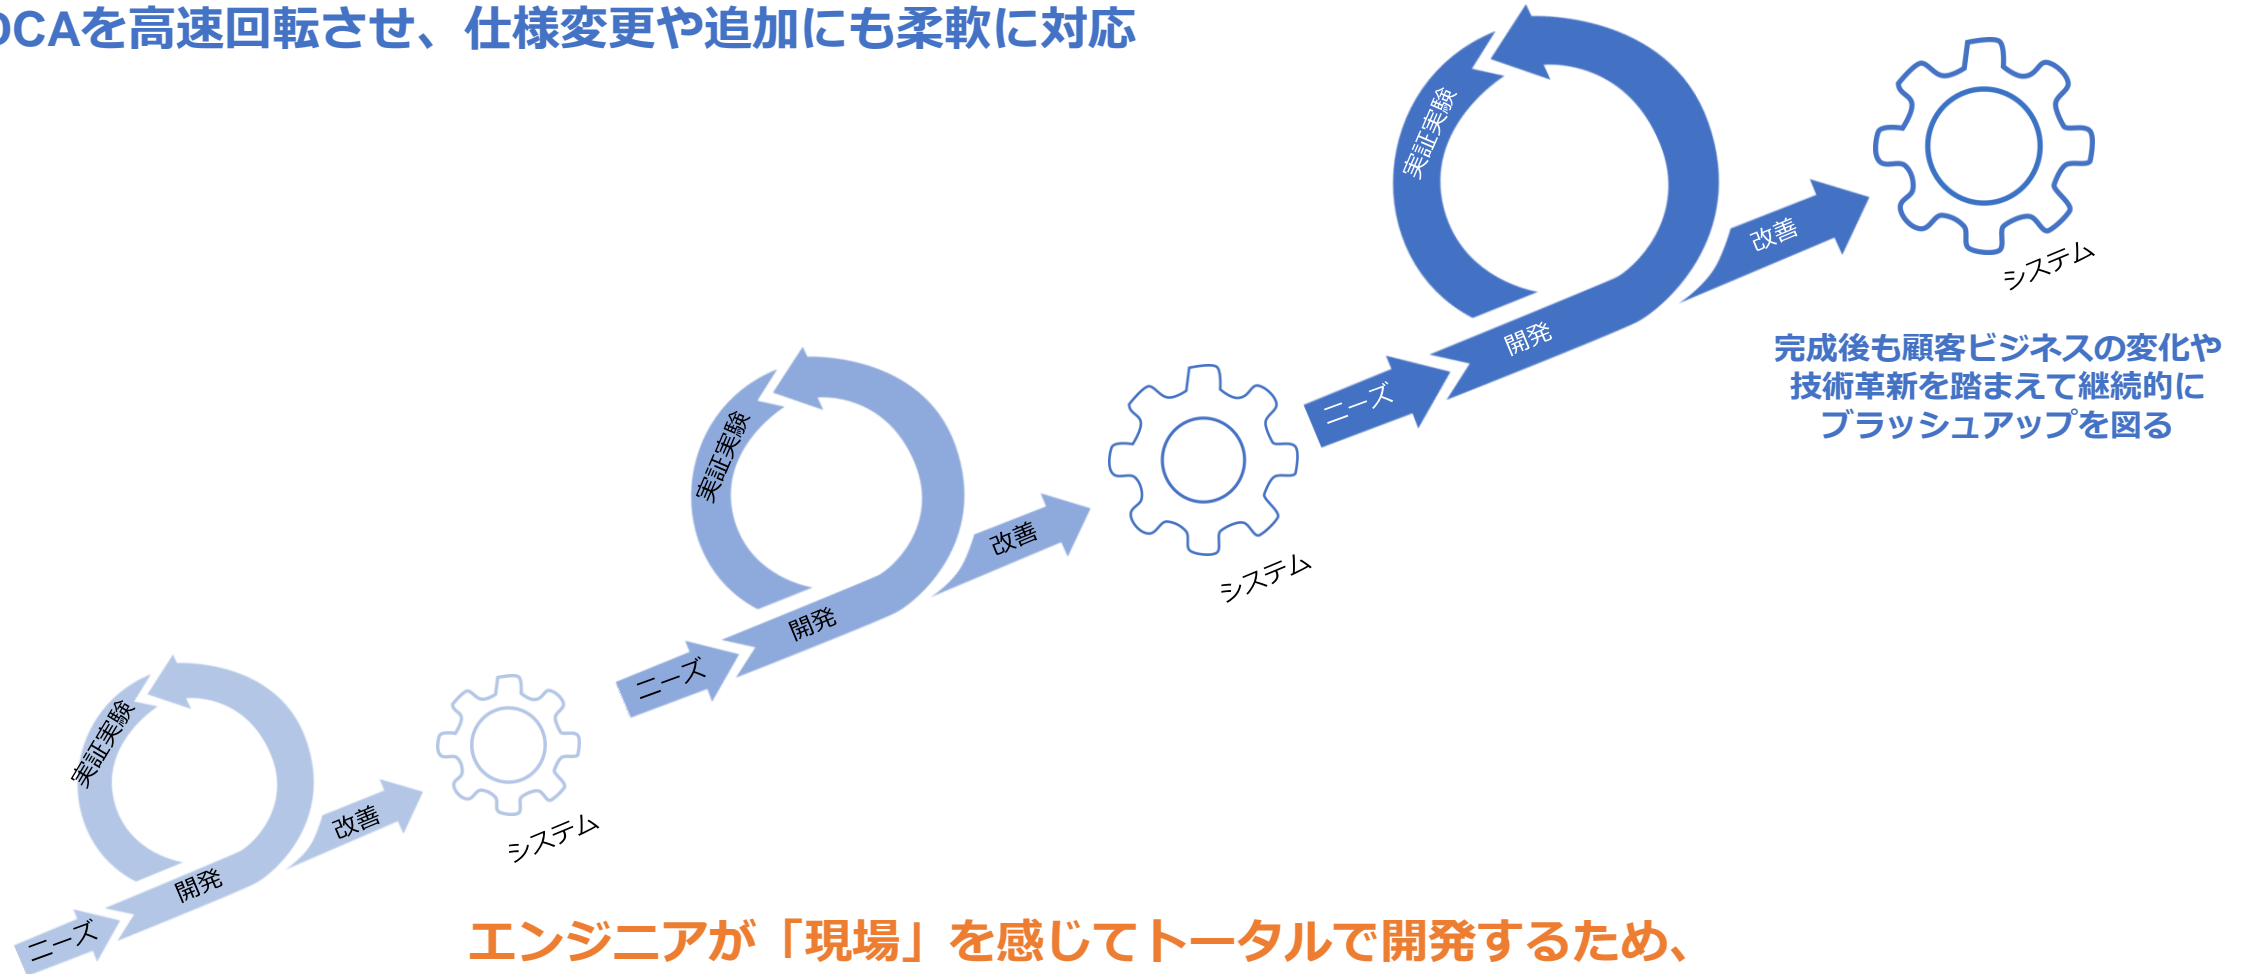 DCAを高速回転させ、仕様変更や追加にも柔軟に対応
実証実験
改善
システム
開発
ニーズ
完成後も顧客ビジネスの変化や
技術革新を踏まえて継続的に
ブラッシュアップを図る
実証実験
改善
システム
開発
ニーズ
実証実験
改善
システム
開発
ニーズ
エンジニアが「現場」を感じてトータルで開発するため、